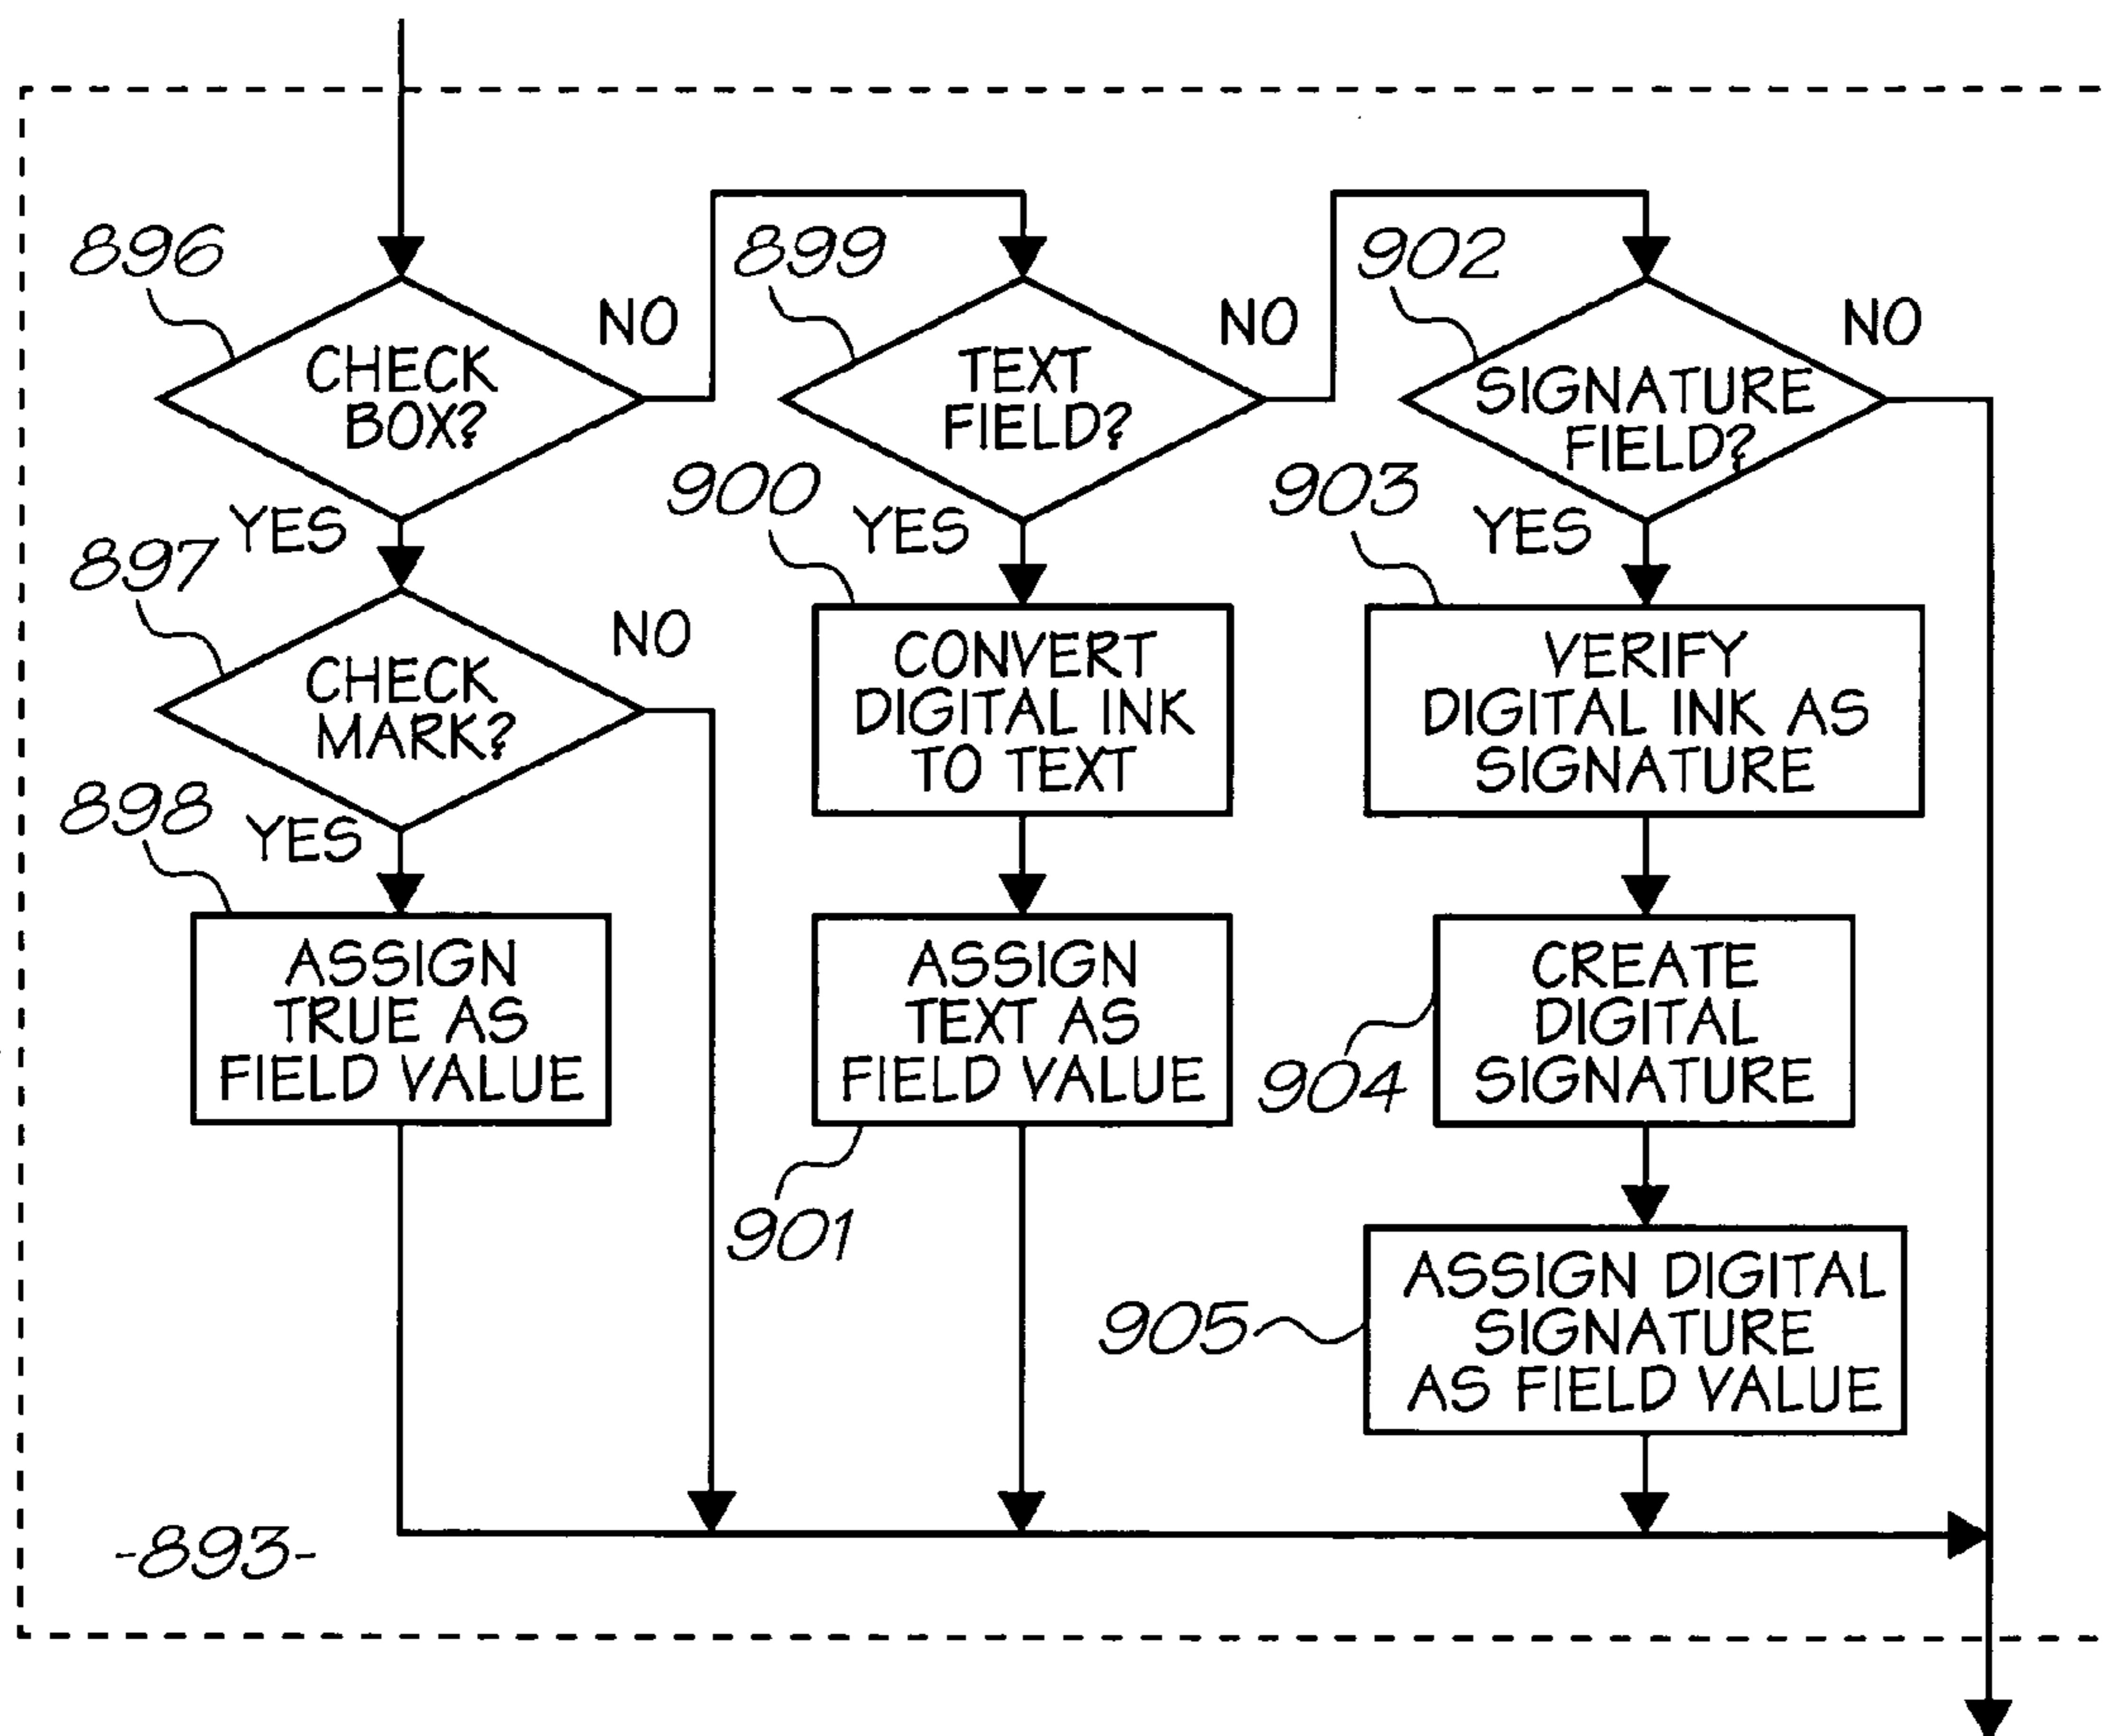 896
CHECK
BOX?
NO
YES
897
CHECK
MARK?
NO
YES
898
ASSIGN
TRUE AS
FIELD VALUE
899
TEXT
FIELD?
NO
YES
900
CONVERT
DIGITAL INK
TO TEXT
ASSIGN
TEXT AS
FIELD VALUE
901
902
SIGNATURE
FIELD?
NO
YES
903
VERIFY
DIGITAL INK AS
SIGNATURE
CREATE
DIGITAL
SIGNATURE
904
ASSIGN DIGITAL
SIGNATURE
AS FIELD VALUE
905
-893-